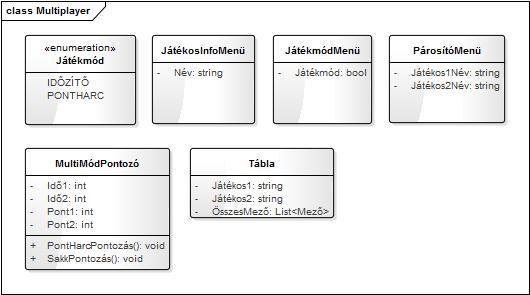 class Multiplayer
«enumeration»
Játékmód
IDŐZÍTŐ
PONTHARC
JátékosInfoMenü
- Név: string
JátékmódMenü
- Játékmód: bool
PárosítóMenü
- Játékos1Név: string
- Játékos2Név: string
MultiMódPontozó
- Idő1: int
- Idő2: int
- Pont1: int
- Pont2: int
+ PontHarcPontozás(): void
+ SakkPontozás(): void
Tábla
- Játékos1: string
- Játékos2: string
- ÖsszesMező: List<Mező>